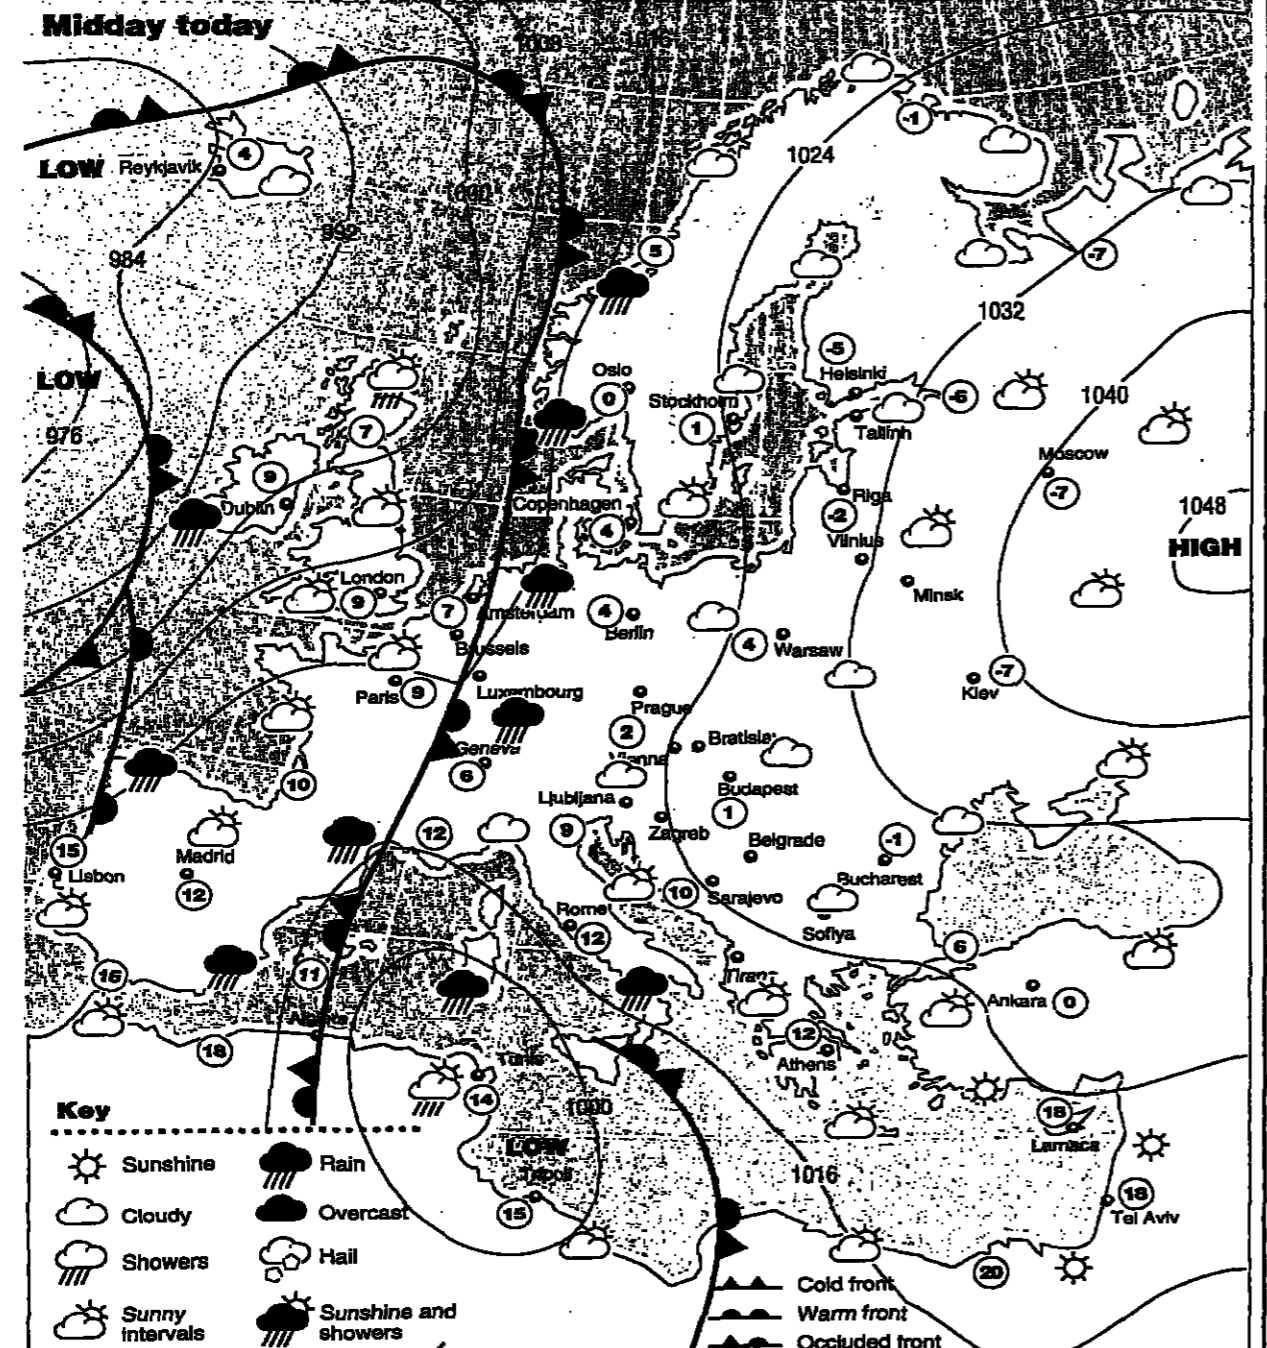 Midday today
1008
1024
-1
LOW
Reykjavik
4
1000
992
984
5
-7
1032
LOW
976
7
Oslo
0
Stockholm
1
-5
Helsinki
-6
Tallinn
1040
Moscow
-7
9
Dublin
Copenhagen
4
Riga
-2
Vilnius
1048
HIGH
London
9
7
Amsterdam
4
Berlin
Minsk
Brussels
4
Warsaw
Paris
9
Luxembourg
Prague
2
Kiev
-7
Geneva
6
Vienna
Bratisla
10
Ljubljana
Budapest
1
15
Lisbon
Madrid
12
12
9
Zagreb
Belgrade
-1
Bucharest
10
Sarajevo
Rome
12
Sofiya
6
16
11
Tiran
Ankara
0
Algiers
18
12
Athens
Tunis
14
1000
LOW
Tripoli
15
18
Larnaca
1016
18
Tel Aviv
20
Key
Sunshine
Rain
Cloudy
Overcast
Showers
Hail
Sunny
intervals
Sunshine and
showers
Cold front
Warm front
Occluded front